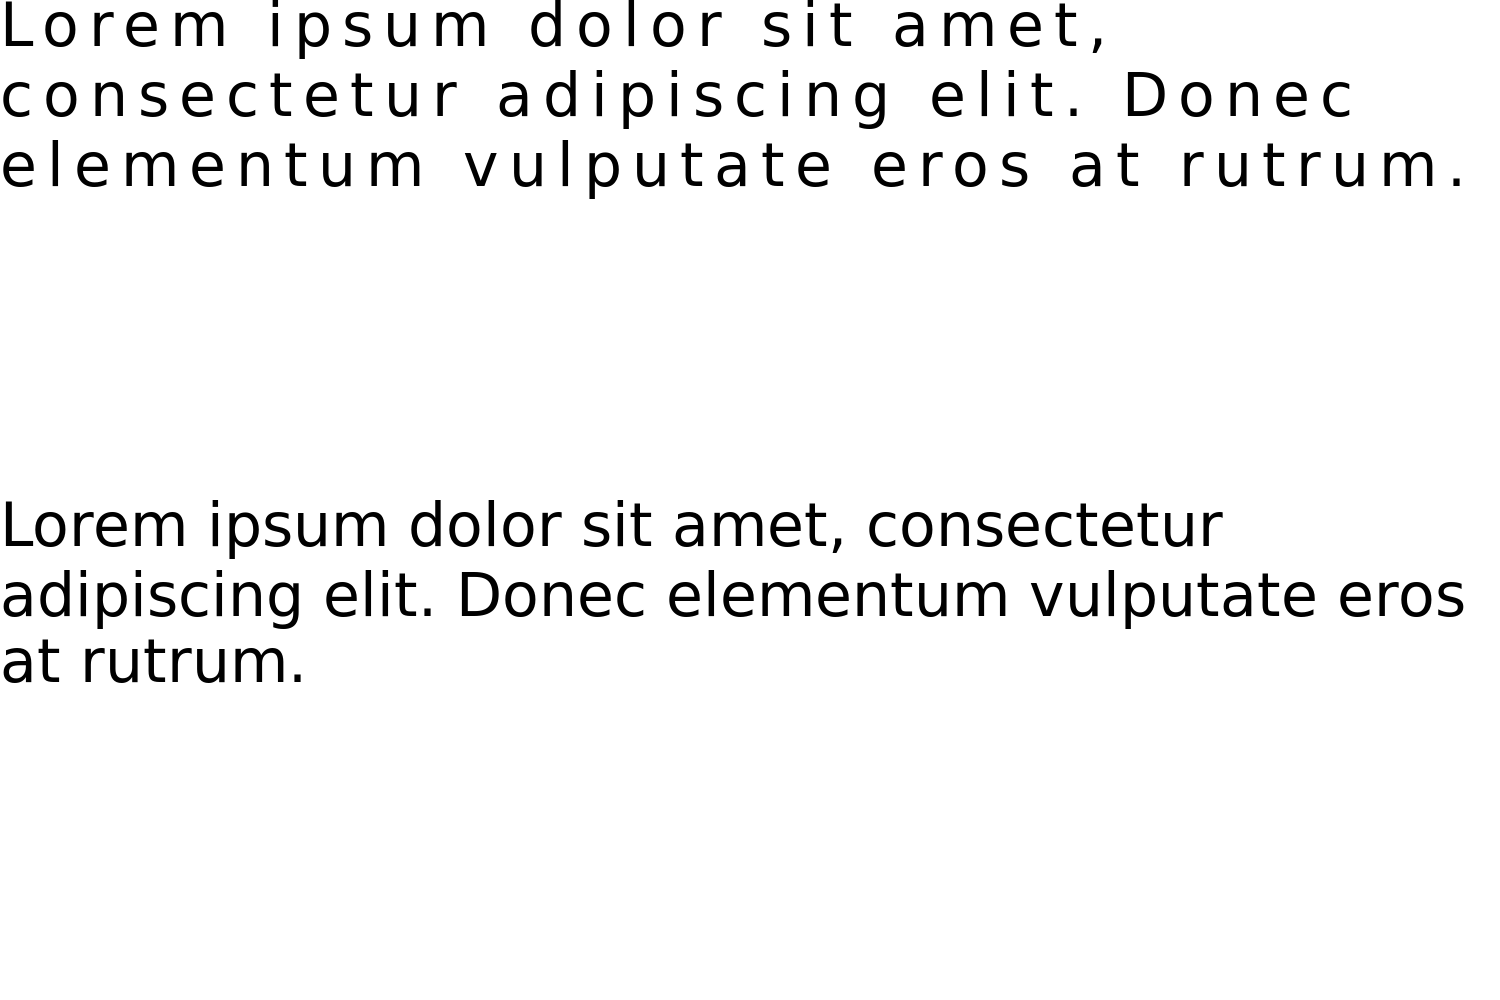 Lorem ipsum dolor sit amet,
consectetur adipiscing elit. Donec
elementum vulputate eros at rutrum.
Lorem ipsum dolor sit amet, consectetur
adipiscing elit. Donec elementum vulputate eros
at rutrum.